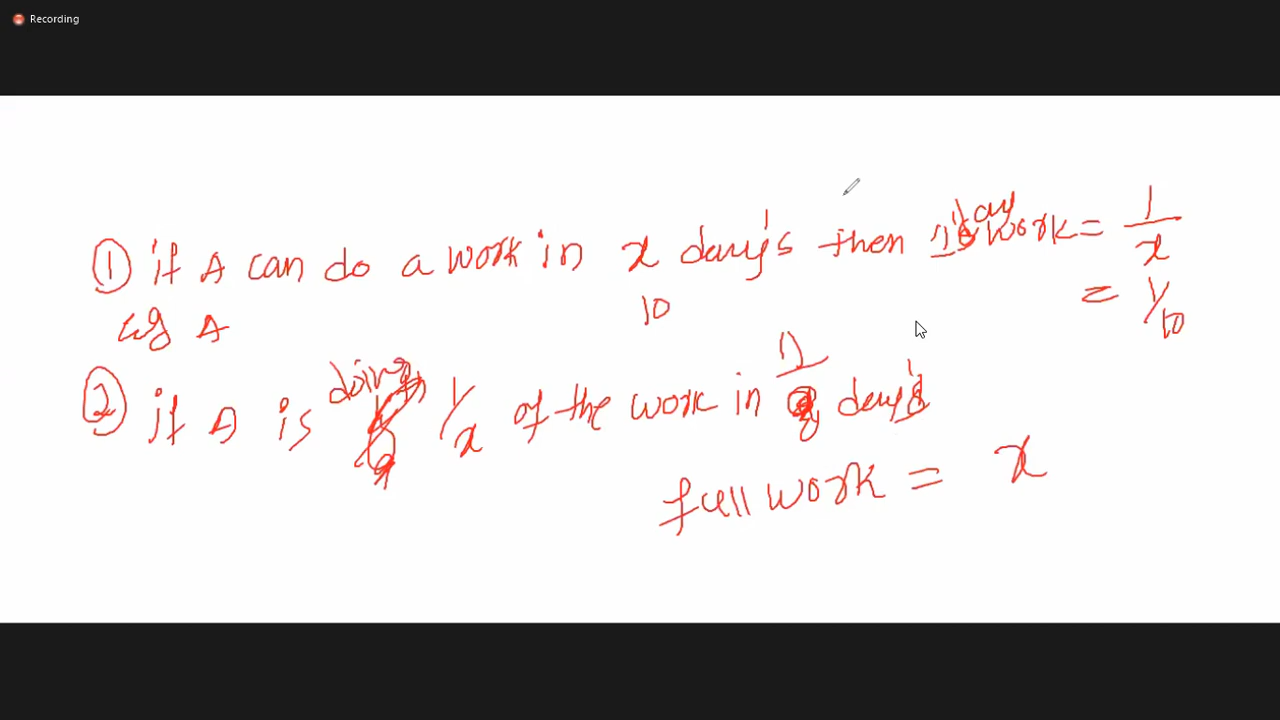 Recording
① if A can do a work in x day's then 1 day work = 1/x
eg A 10 = 1/10
② if A is doing 1/x of the work in 1 day's
full work = x